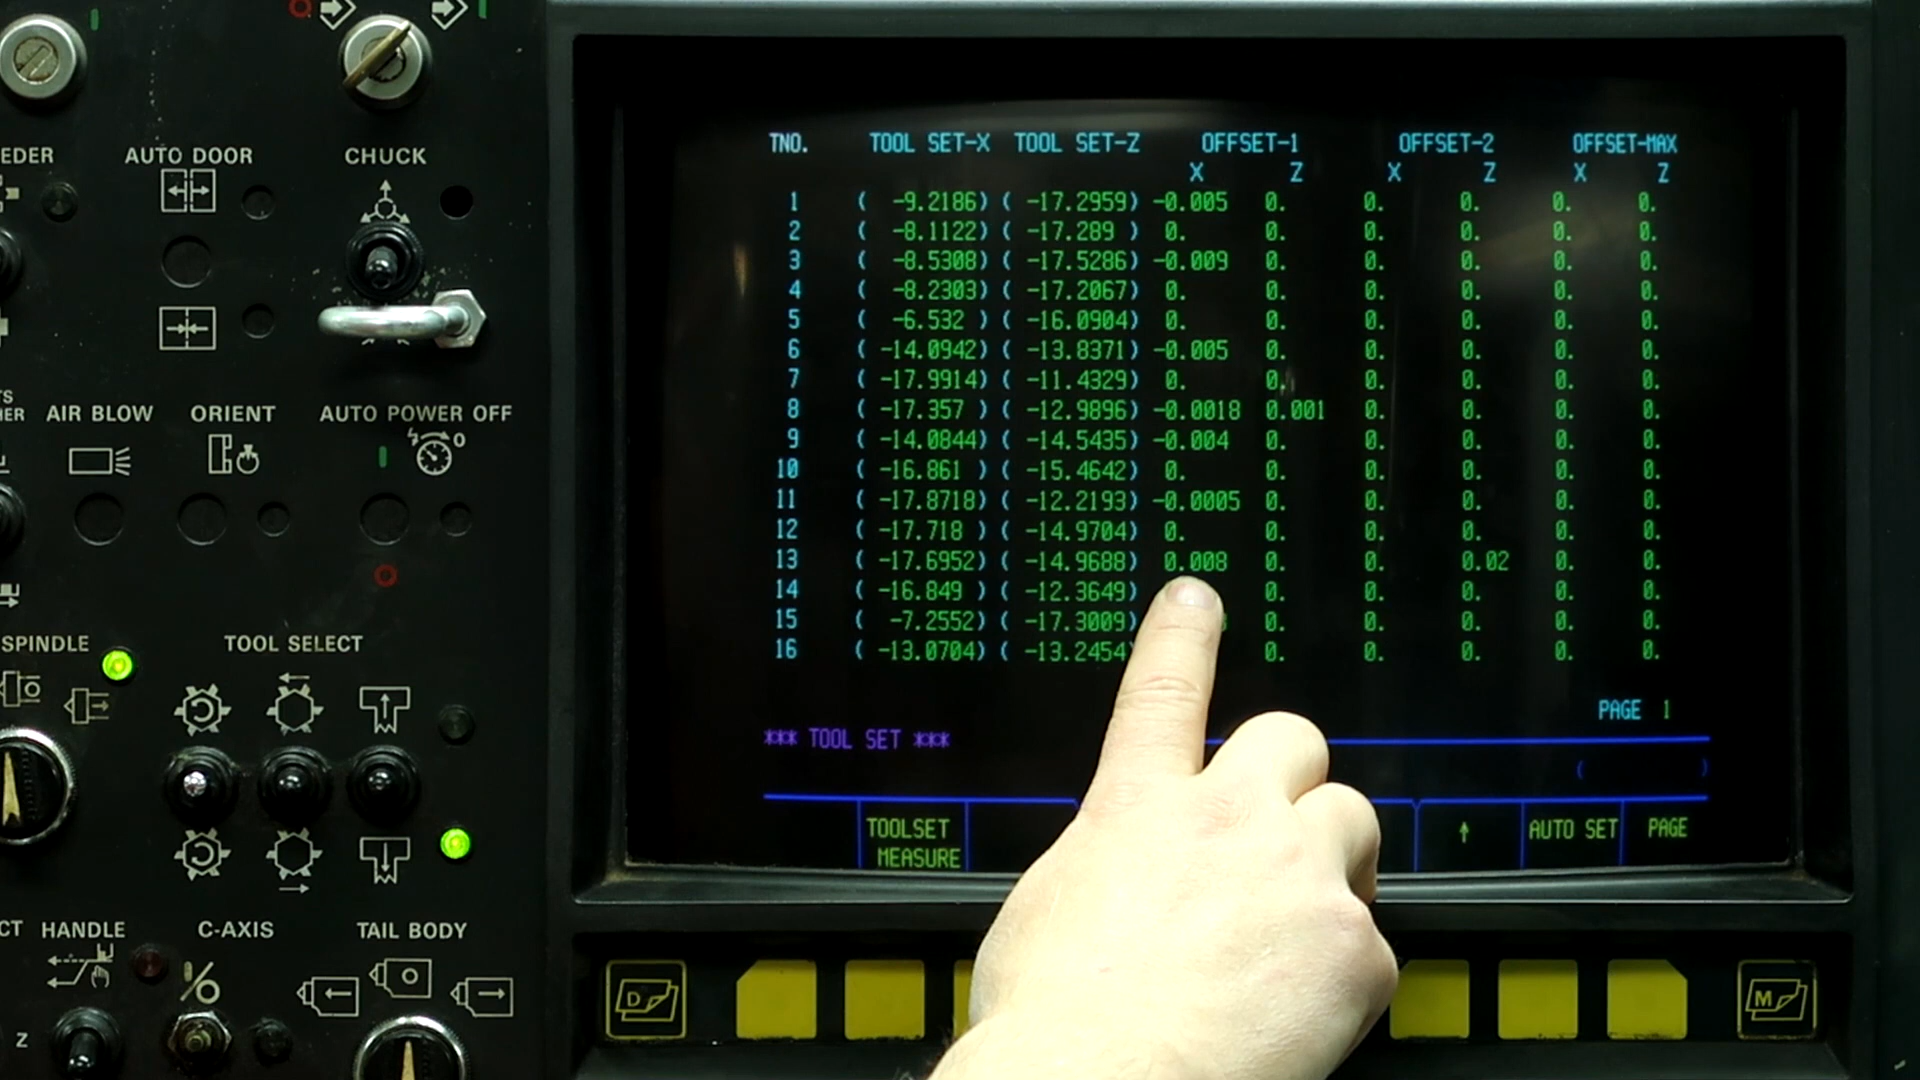 EDER AUTO DOOR CHUCK
AIR BLOW ORIENT AUTO POWER OFF
O
SPINDLE TOOL SELECT
CT HANDLE C-AXIS TAIL BODY
Z
TNO. TOOL SET-X TOOL SET-Z OFFSET-1 OFFSET-2 OFFSET-MAX
X Z X Z X Z
1 ( -9.2186) ( -17.2959) -0.005 0. 0. 0. 0. 0.
2 ( -8.1122) ( -17.289 ) 0. 0. 0. 0. 0. 0.
3 ( -8.5308) ( -17.5286) -0.009 0. 0. 0. 0. 0.
4 ( -8.2303) ( -17.2067) 0. 0. 0. 0. 0. 0.
5 ( -6.532 ) ( -16.0904) 0. 0. 0. 0. 0. 0.
6 ( -14.0942) ( -13.8371) -0.005 0. 0. 0. 0. 0.
7 ( -17.9914) ( -11.4329) 0. 0. 0. 0. 0. 0.
8 ( -17.357 ) ( -12.9896) -0.0018 0.001 0. 0. 0. 0.
9 ( -14.0844) ( -14.5435) -0.004 0. 0. 0. 0. 0.
10 ( -16.861 ) ( -15.4642) 0. 0. 0. 0. 0. 0.
11 ( -17.8718) ( -12.2193) -0.0005 0. 0. 0. 0. 0.
12 ( -17.718 ) ( -14.9704) 0. 0. 0. 0. 0. 0.
13 ( -17.6952) ( -14.9688) 0.008 0. 0. 0.02 0. 0.
14 ( -16.849 ) ( -12.3649) 0. 0. 0. 0. 0.
15 ( -7.2552) ( -17.3009) 0. 0. 0. 0. 0.
16 ( -13.0704) ( -13.2454) 0. 0. 0. 0. 0.
PAGE 1
*** TOOL SET ***
( )
TOOLSET MEASURE ↑ AUTO SET PAGE
D M